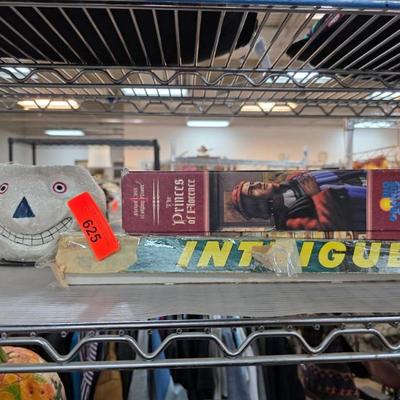 The
Princes
of Florence
625
INTRIGUE